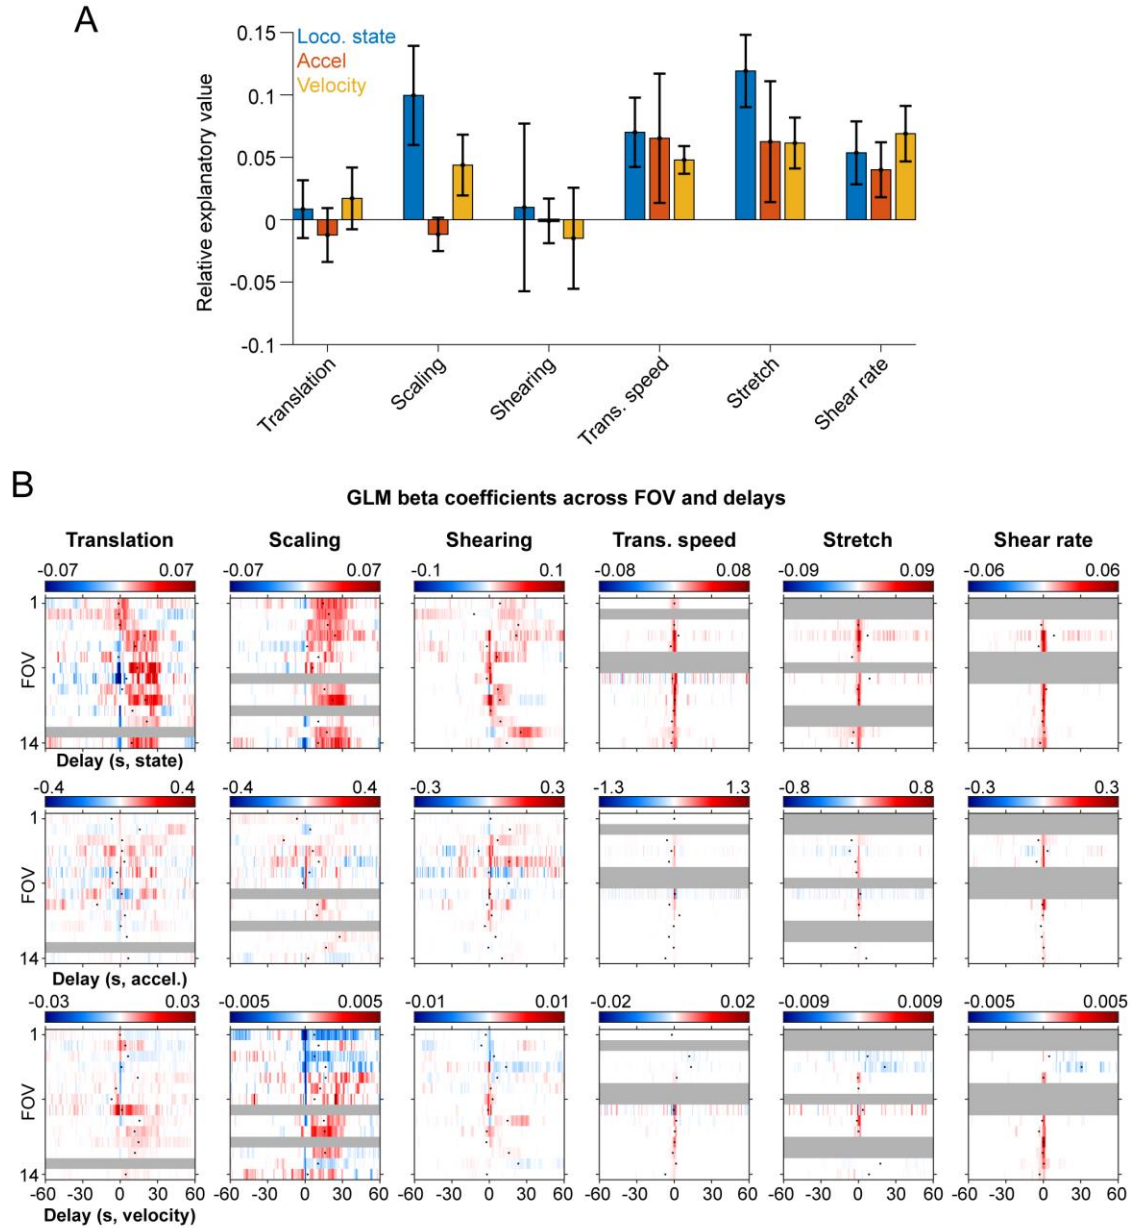 A
Loco. state
Accel
Velocity
Relative explanatory value
0.15
0.1
0.05
0
-0.05
-0.1
Translation
Scaling
Shearing
Trans. speed
Stretch
Shear rate
B
GLM beta coefficients across FOV and delays
Translation Scaling Shearing Trans. speed Stretch Shear rate
-0.07 0.07 -0.07 0.07 -0.1 0.1 -0.08 0.08 -0.09 0.09 -0.06 0.06
1
FOV
14
Delay (s, state)
-0.4 0.4 -0.4 0.4 -0.3 0.3 -1.3 1.3 -0.8 0.8 -0.3 0.3
1
FOV
14
Delay (s, accel.)
-0.03 0.03 -0.005 0.005 -0.01 0.01 -0.02 0.02 -0.009 0.009 -0.005 0.005
1
FOV
14
-60 -30 0 30 60 -60 -30 0 30 60 -60 -30 0 30 60 -60 -30 0 30 60 -60 -30 0 30 60 -60 -30 0 30 60
Delay (s, velocity)